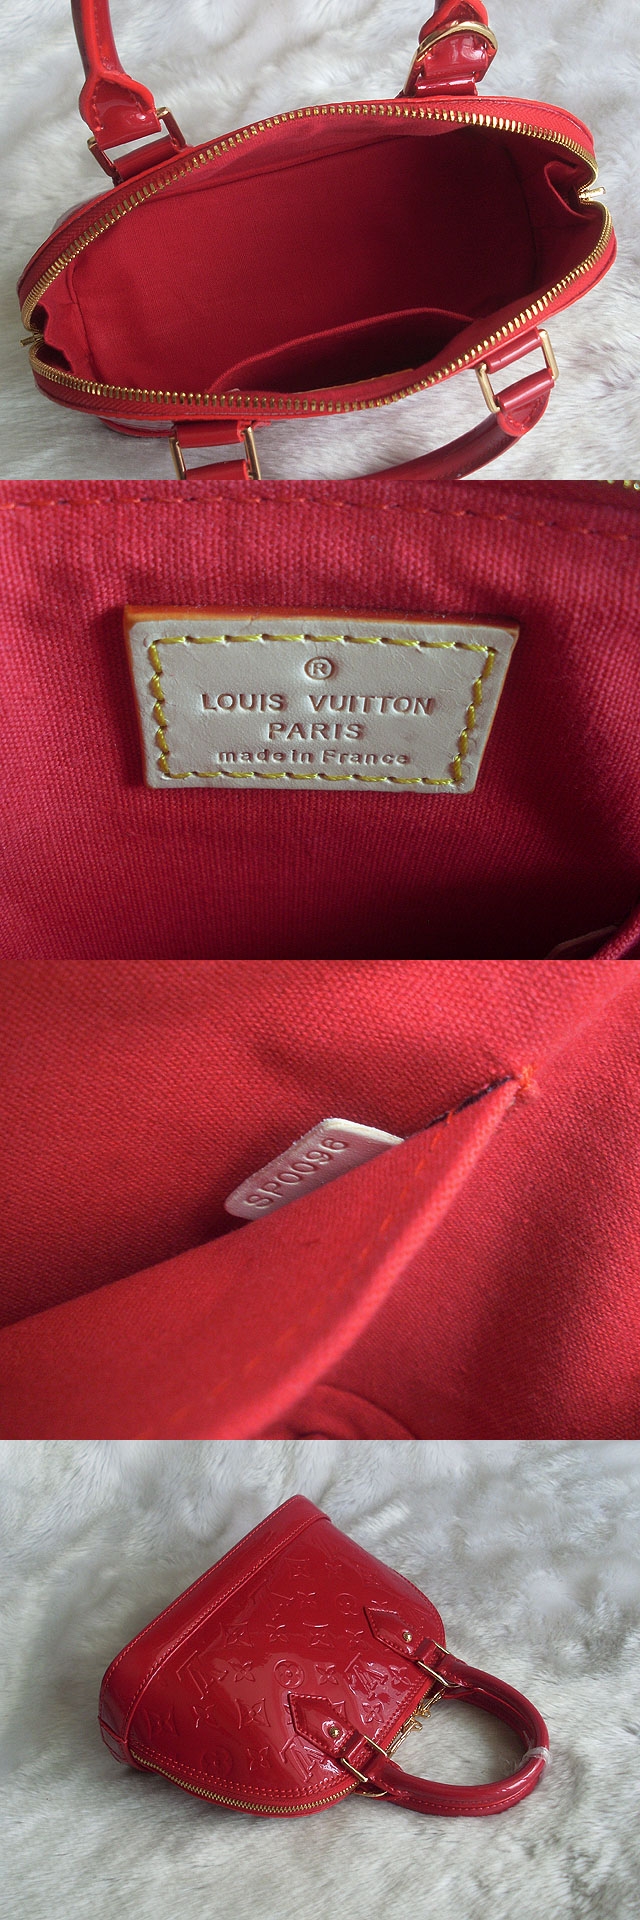 ®
LOUIS VUITTON
PARIS
made in France
SP0096